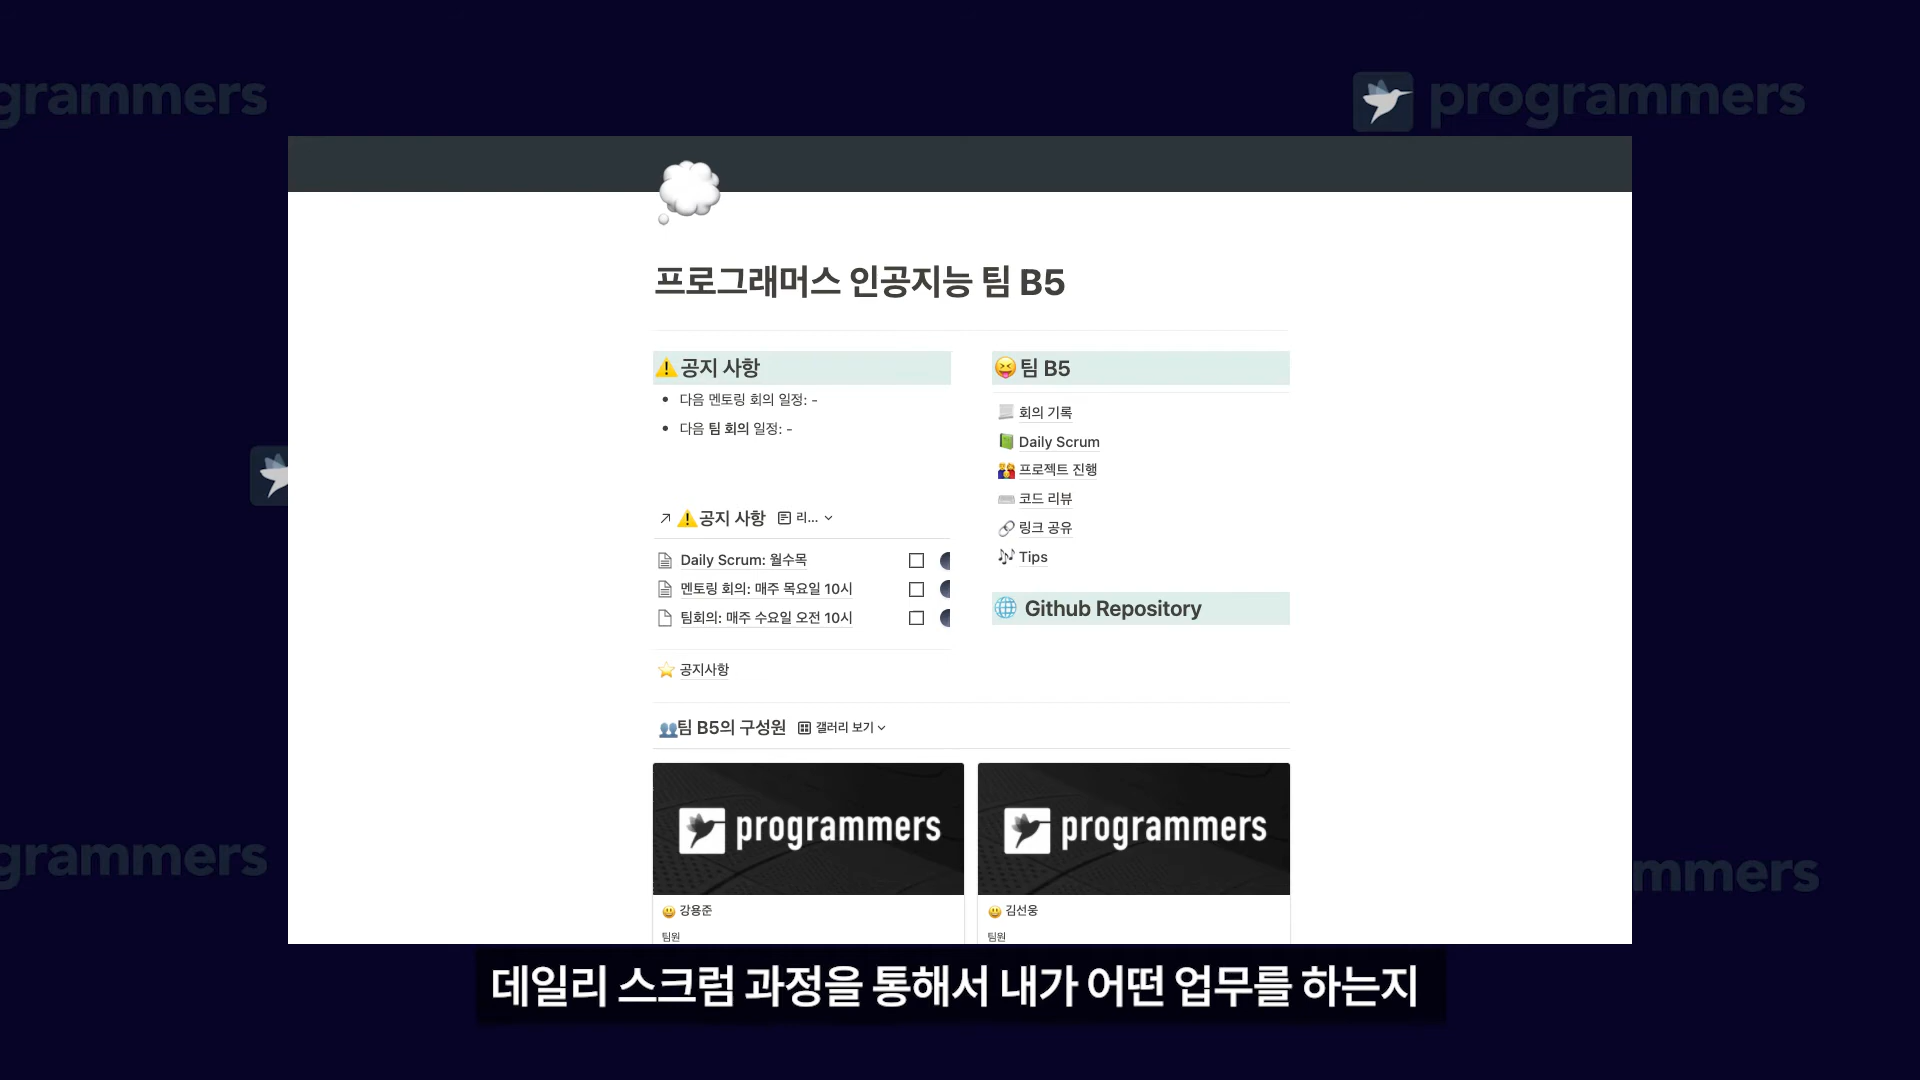 grammers
programmers
프로그래머스 인공지능 팀 B5
공지 사항
다음 멘토링 회의 일정: -
다음 팀 회의 일정: -
공지 사항 리...
Daily Scrum: 월수목
멘토링 회의: 매주 목요일 10시
팀회의: 매주 수요일 오전 10시
공지사항
팀 B5
회의 기록
Daily Scrum
프로젝트 진행
코드 리뷰
링크 공유
Tips
Github Repository
팀 B5의 구성원 갤러리 보기
programmers
programmers
강용준
팀원
김선웅
팀원
grammers
mmers
데일리 스크럼 과정을 통해서 내가 어떤 업무를 하는지